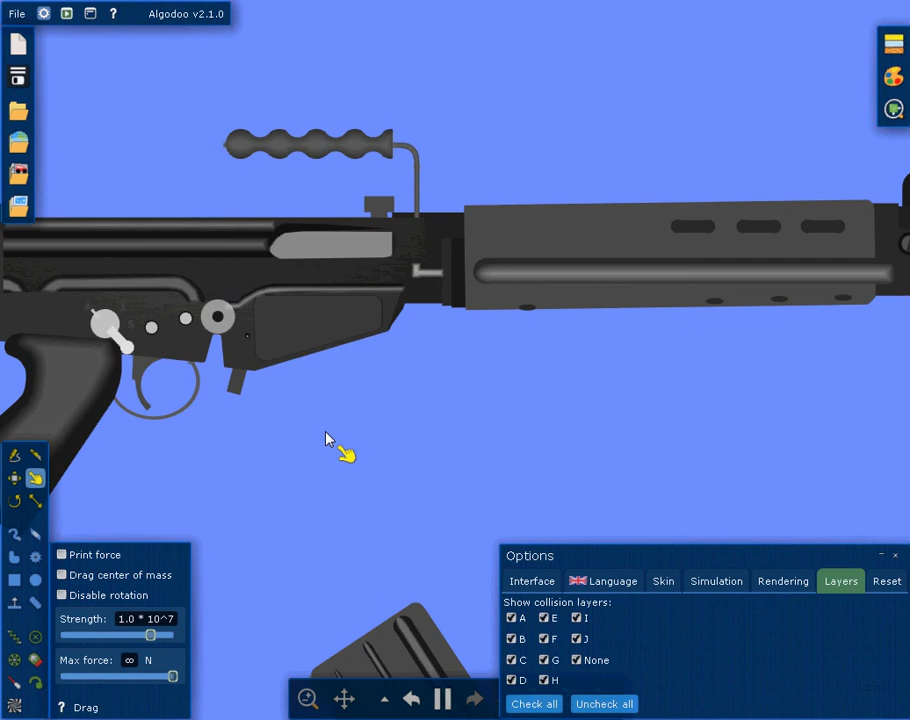 File ? Algodoo v2.1.0
S
Print force
Drag center of mass
Disable rotation
Strength: 1.0 * 10^7
Max force: ∞ N
? Drag
Options
Interface Language Skin Simulation Rendering Layers Reset
Show collision layers:
A E I
B F J
C G None
D H
Check all Uncheck all